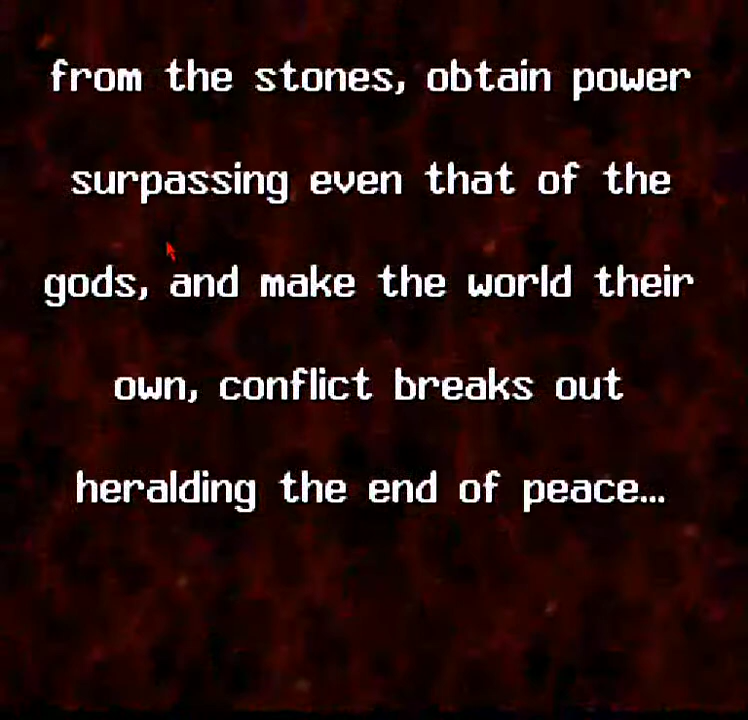 from the stones, obtain power
surpassing even that of the
gods, and make the world their
own, conflict breaks out
heralding the end of peace...